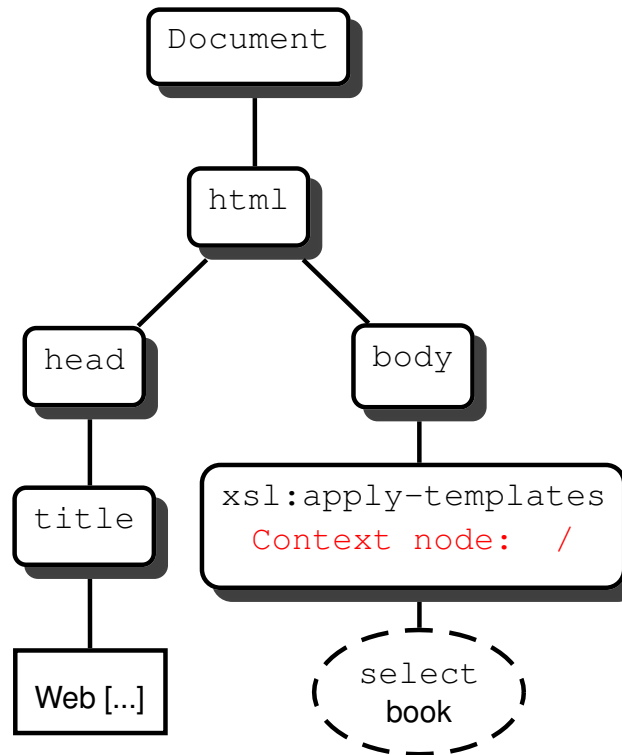 Document
html
head
body
title
xsl:apply-templates
Context node: /
Web [...]
select
book